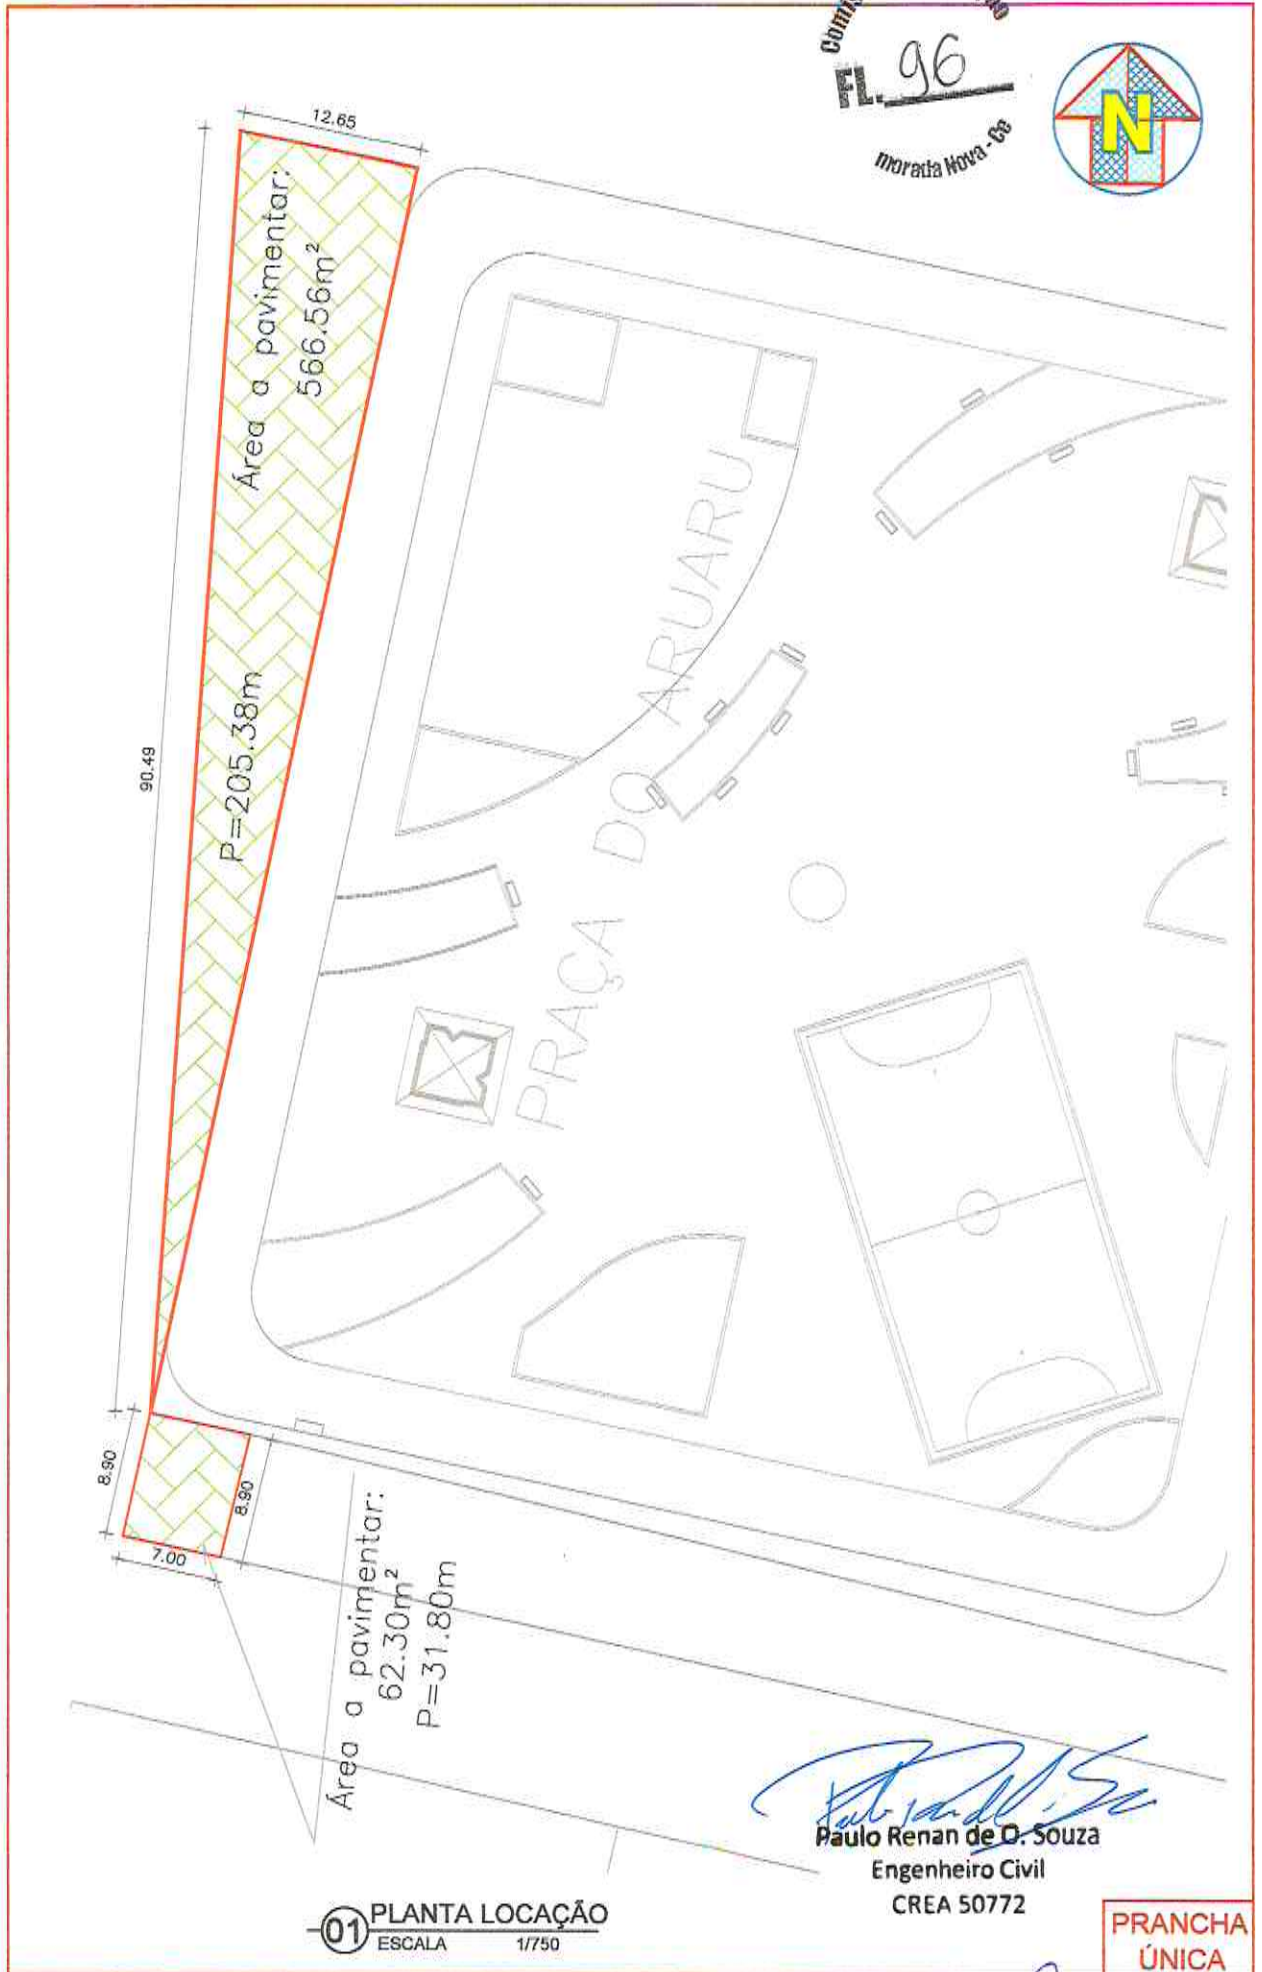 FL. 96
morada Nova - Ce
N
12.65
Área a pavimentar:
566.56m²
P=205.38m
90.49
PRAÇA DO ARUARU
8.90
8.90
7.00
Área a pavimentar:
62.30m²
P=31.80m
Paulo Renan de O. Souza
Engenheiro Civil
CREA 50772
01 PLANTA LOCAÇÃO
ESCALA 1/750
PRANCHA
ÚNICA